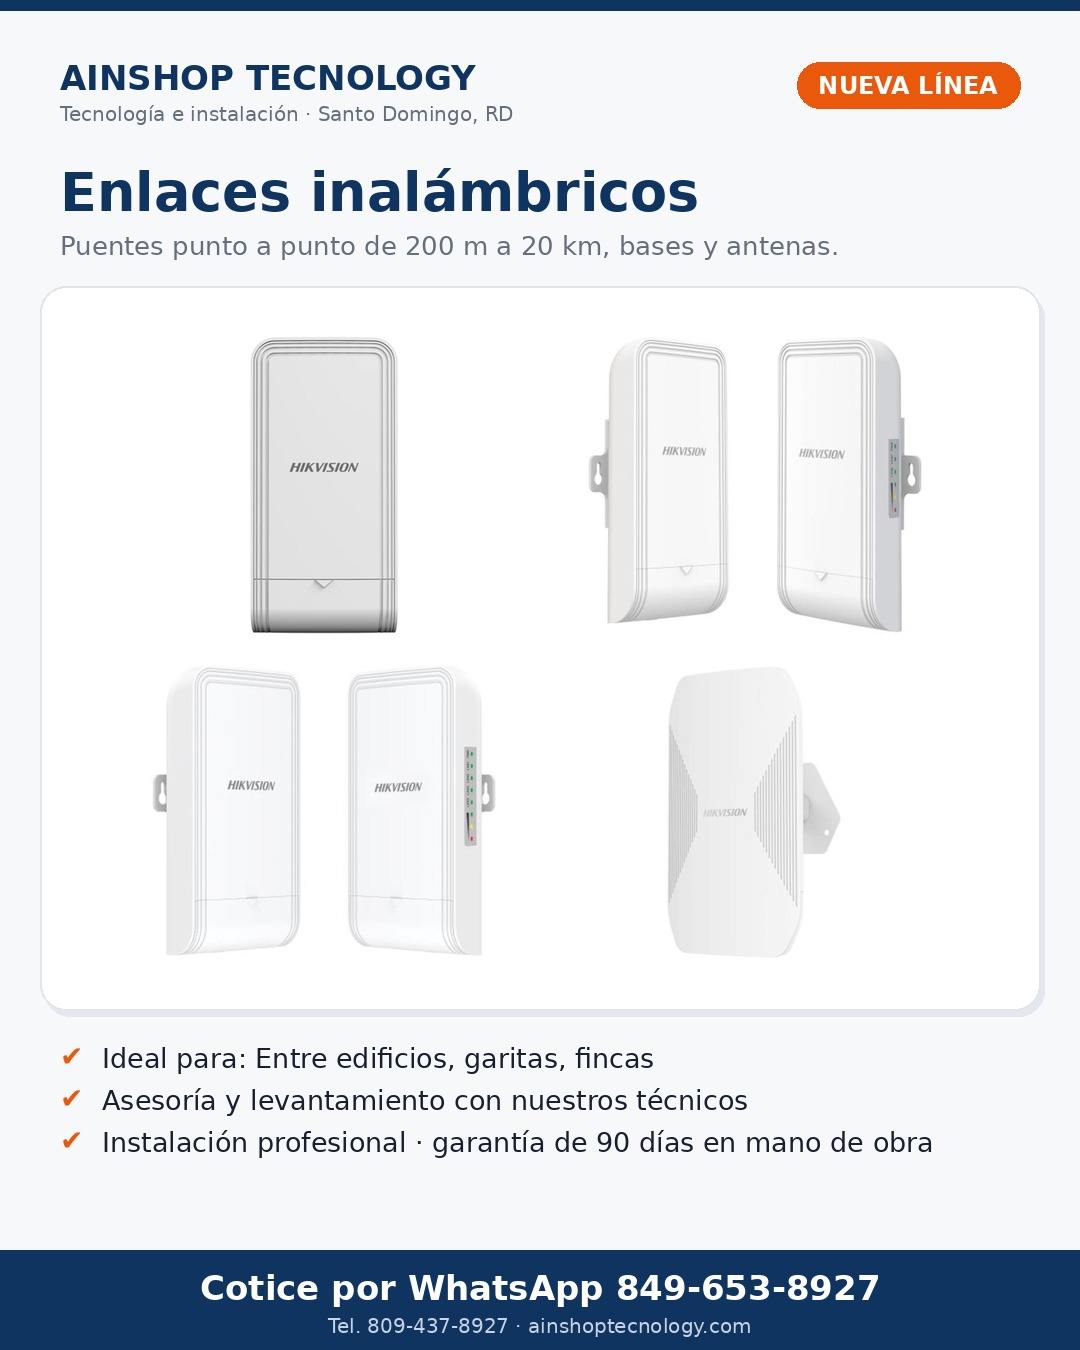 AINSHOP TECNOLOGY
Tecnología e instalación · Santo Domingo, RD
NUEVA LÍNEA
Enlaces inalámbricos
Puentes punto a punto de 200 m a 20 km, bases y antenas.
HIKVISION
HIKVISION
HIKVISION
HIKVISION
HIKVISION
HIKVISION
✔ Ideal para: Entre edificios, garitas, fincas
✔ Asesoría y levantamiento con nuestros técnicos
✔ Instalación profesional · garantía de 90 días en mano de obra
Cotice por WhatsApp 849-653-8927
Tel. 809-437-8927 · ainshoptecnology.com